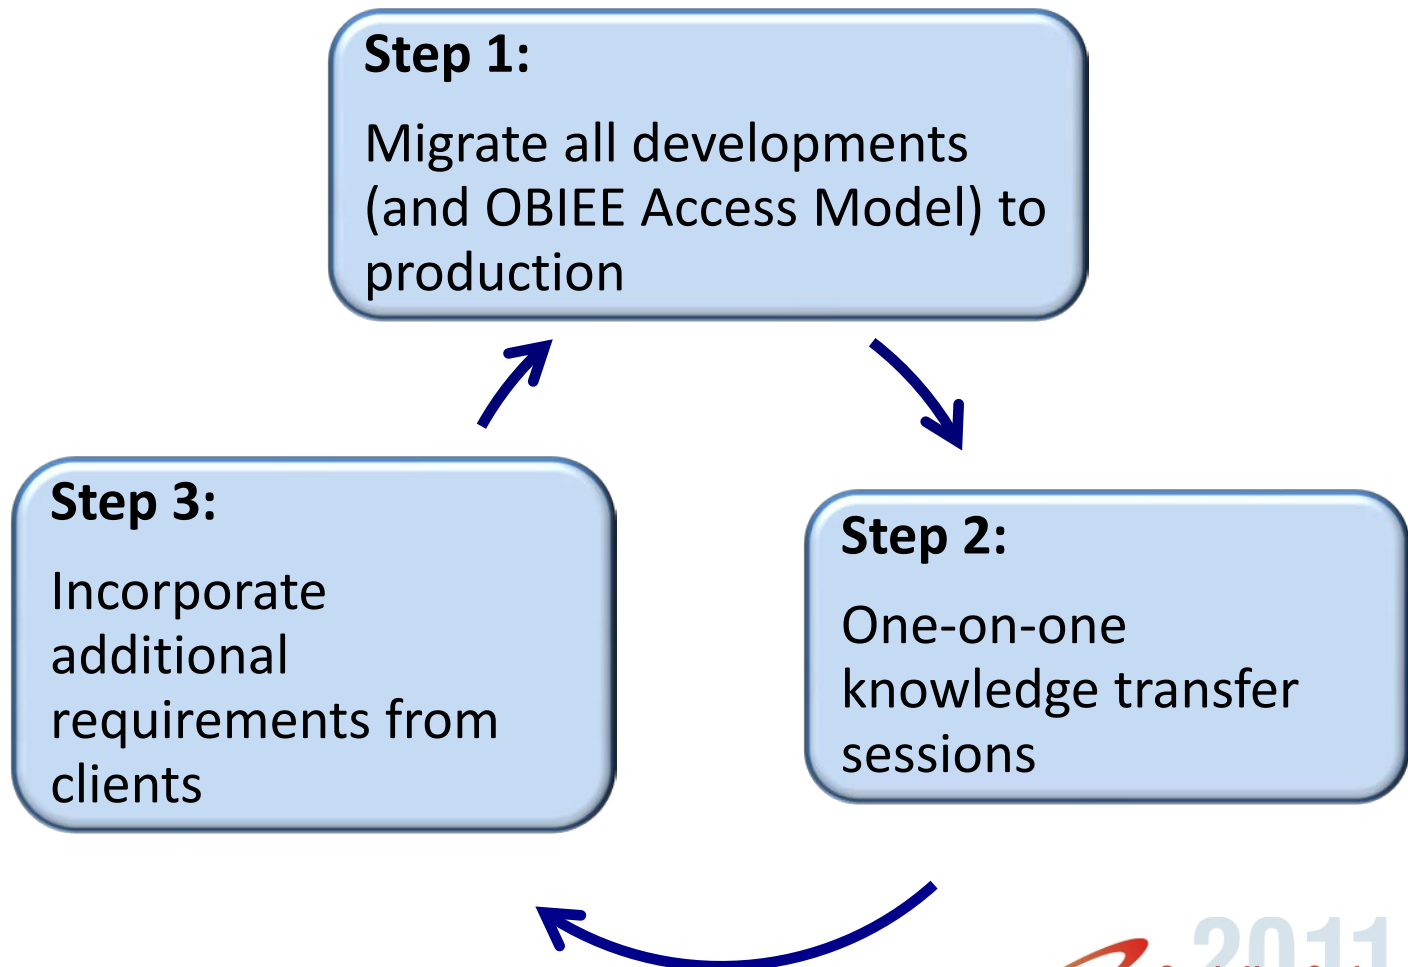 Step 1:
Migrate all developments
(and OBIEE Access Model) to
production
Step 3:
Incorporate
additional
requirements from
clients
Step 2:
One-on-one
knowledge transfer
sessions
2011